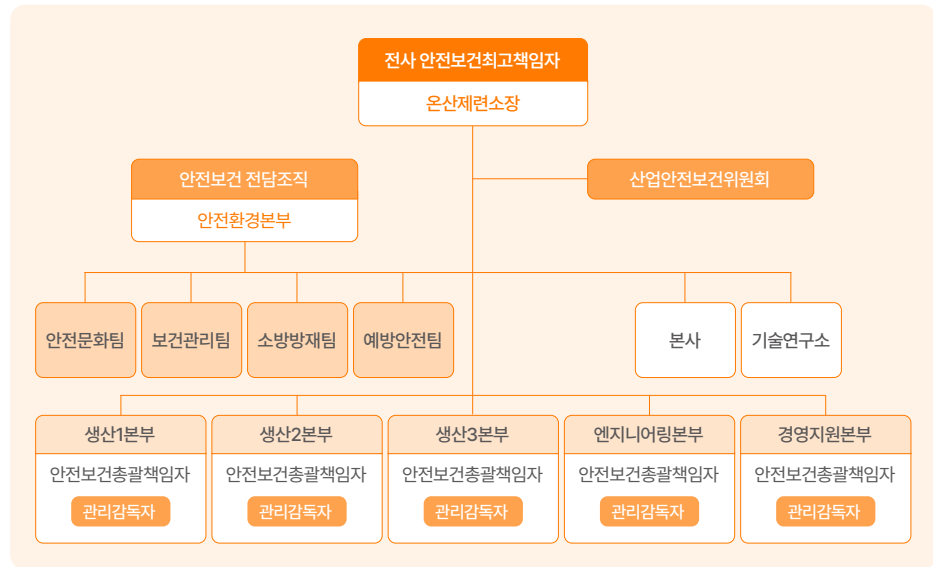 전사 안전보건최고책임자
온산제련소장
안전보건 전담조직
안전환경본부
산업안전보건위원회
안전문화팀
보건관리팀
소방방재팀
예방안전팀
본사
기술연구소
생산1본부
안전보건총괄책임자
관리감독자
생산2본부
안전보건총괄책임자
관리감독자
생산3본부
안전보건총괄책임자
관리감독자
엔지니어링본부
안전보건총괄책임자
관리감독자
경영지원본부
안전보건총괄책임자
관리감독자